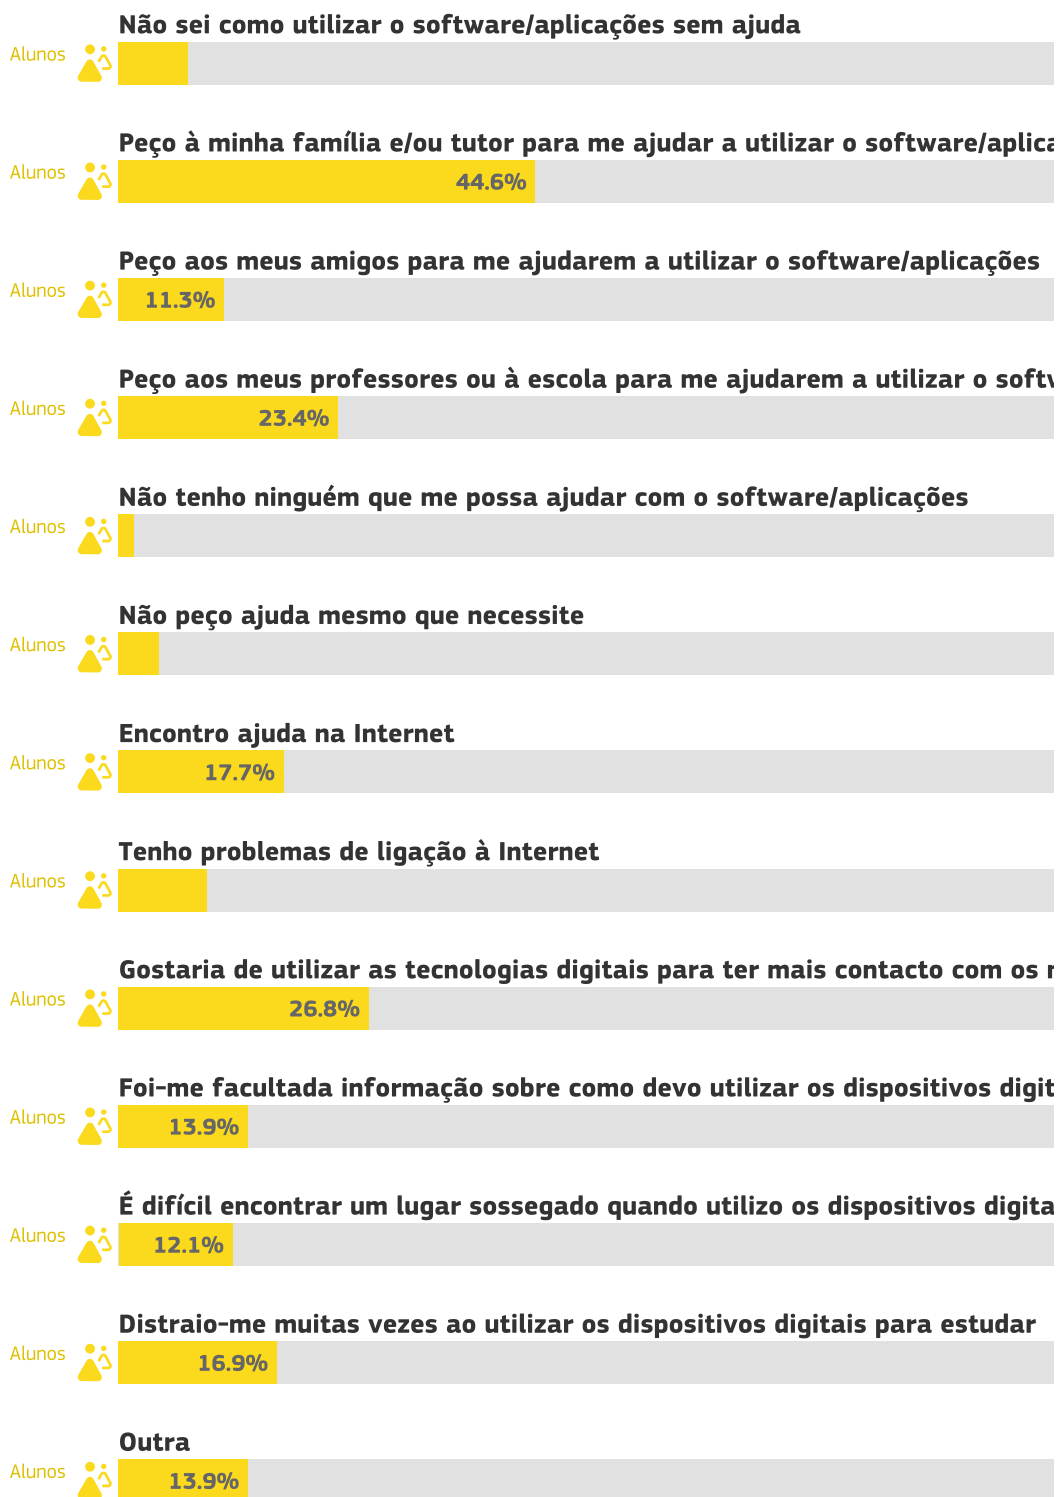 Não sei como utilizar o software/aplicações sem ajuda
Alunos
Peço à minha família e/ou tutor para me ajudar a utilizar o
Alunos
44.6%
Peço aos meus amigos para me ajudarem a utilizar o software/aplicações
Alunos
11.3%
Peço aos meus professores ou à escola para me ajudarem a utilizar o
Alunos
23.4%
Não tenho ninguém que me possa ajudar com o software/aplicações
Alunos
Não peço ajuda mesmo que necessite
Alunos
Encontro ajuda na Internet
Alunos
17.7%
Tenho problemas de ligação à Internet
Alunos
Gostaria de utilizar as tecnologias digitais para ter mais contacto com os
Alunos
26.8%
Foi-me facultada informação sobre como devo utilizar os dispositivos
Alunos
13.9%
É difícil encontrar um lugar sossegado quando utilizo os dispositivos
Alunos
12.1%
Distraio-me muitas vezes ao utilizar os dispositivos digitais para estudar
Alunos
16.9%
Outra
Alunos
13.9%